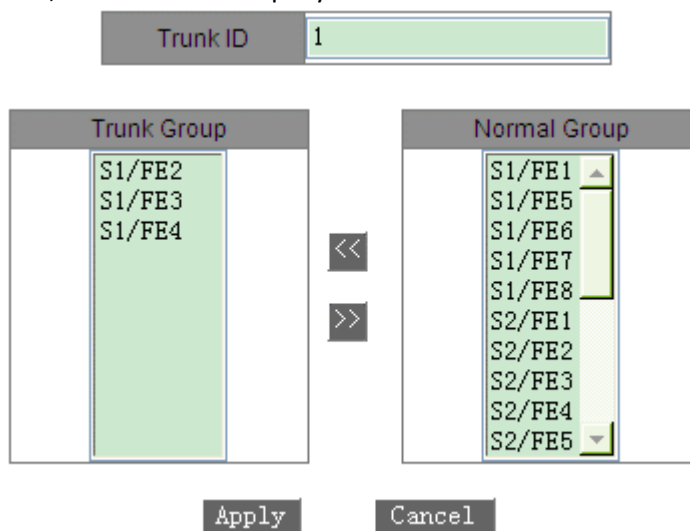 Trunk ID 1
Trunk Group
S1/FE2
S1/FE3
S1/FE4
<<
>>
Normal Group
S1/FE1
S1/FE5
S1/FE6
S1/FE7
S1/FE8
S2/FE1
S2/FE2
S2/FE3
S2/FE4
S2/FE5
Apply Cancel